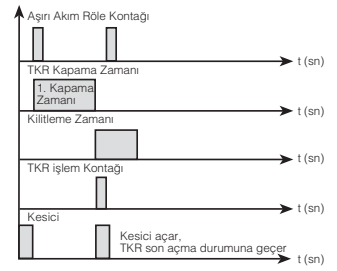 Aşırı Akım Röle Kontağı
t (sn)
TKR Kapama Zamanı
1. Kapama
Zamanı
t (sn)
Kilitleme Zamanı
t (sn)
TKR işlem Kontağı
t (sn)
Kesici
Kesici açar,
TKR son açma durumuna geçer
t (sn)